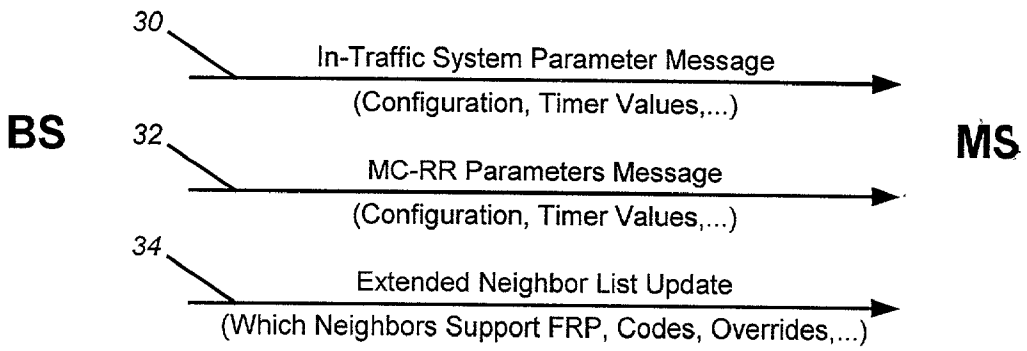 30
In-Traffic System Parameter Message
(Configuration, Timer Values,...)
BS
MS
32
MC-RR Parameters Message
(Configuration, Timer Values,...)
34
Extended Neighbor List Update
(Which Neighbors Support FRP, Codes, Overrides,...)